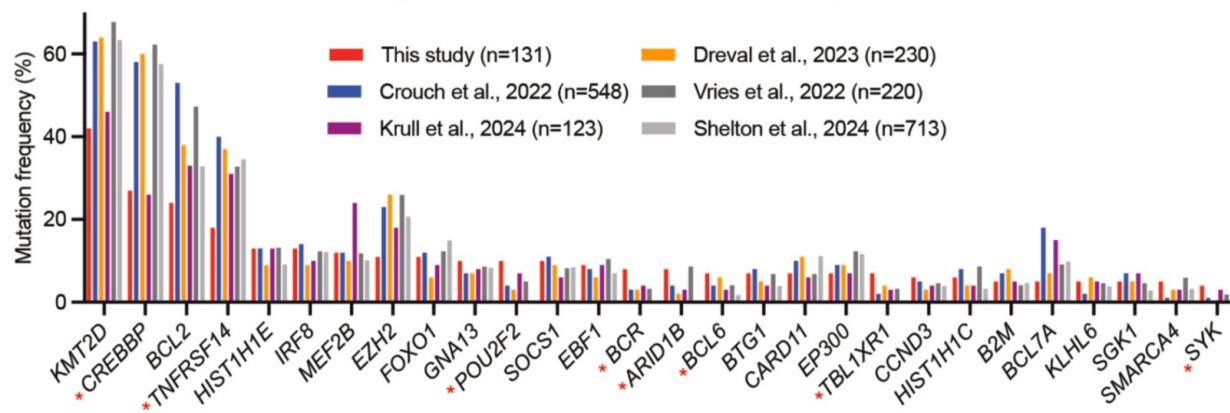 Mutation frequency (%)
60
40
20
0
This study (n=131)
Crouch et al., 2022 (n=548)
Krull et al., 2024 (n=123)
Dreval et al., 2023 (n=230)
Vries et al., 2022 (n=220)
Shelton et al., 2024 (n=713)
KMT2D
*CREBBP
BCL2
*TNFRSF14
HIST1H1E
IRF8
MEF2B
EZH2
FOXO1
GNA13
*POU2F2
SOCS1
EBF1
*BCR
*ARID1B
*BCL6
BTG1
CARD11
EP300
*TBL1XR1
CCND3
HIST1H1C
B2M
BCL7A
KLHL6
SGK1
SMARCA4
*SYK